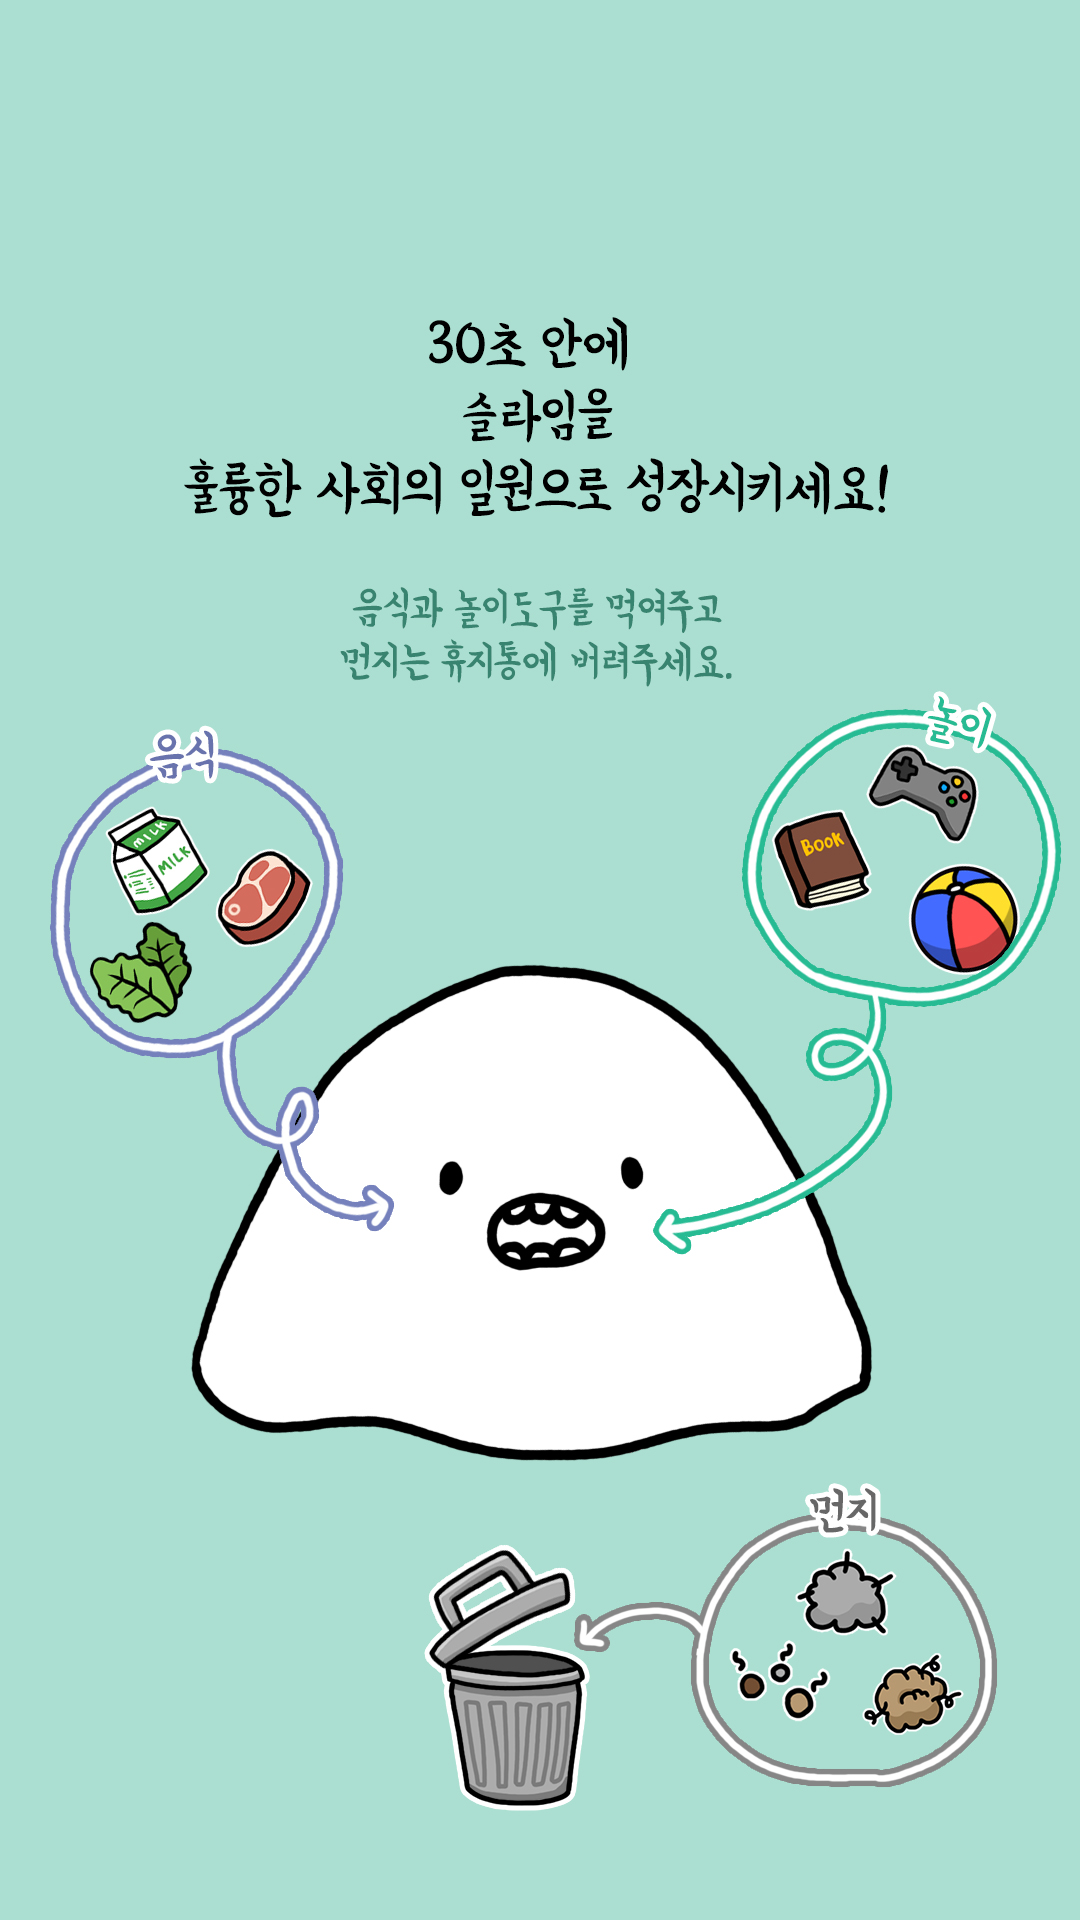 30초 안에
슬라임을
훌륭한 사회의 일원으로 성장시키세요!
음식과 놀이도구를 먹여주고
먼지는 휴지통에 버려주세요.
놀이
음식
MILK
MILK
Book
먼지